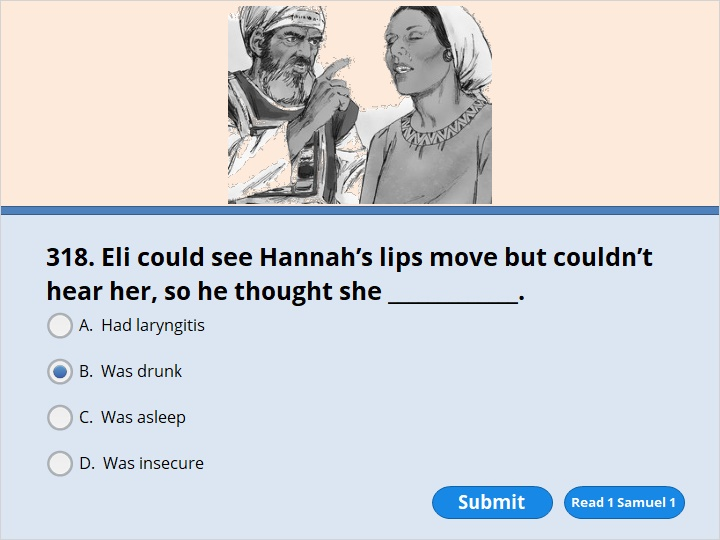 318. Eli could see Hannah’s lips move but couldn’t
hear her, so he thought she ____________.
A. Had laryngitis
B. Was drunk
C. Was asleep
D. Was insecure
Submit
Read 1 Samuel 1